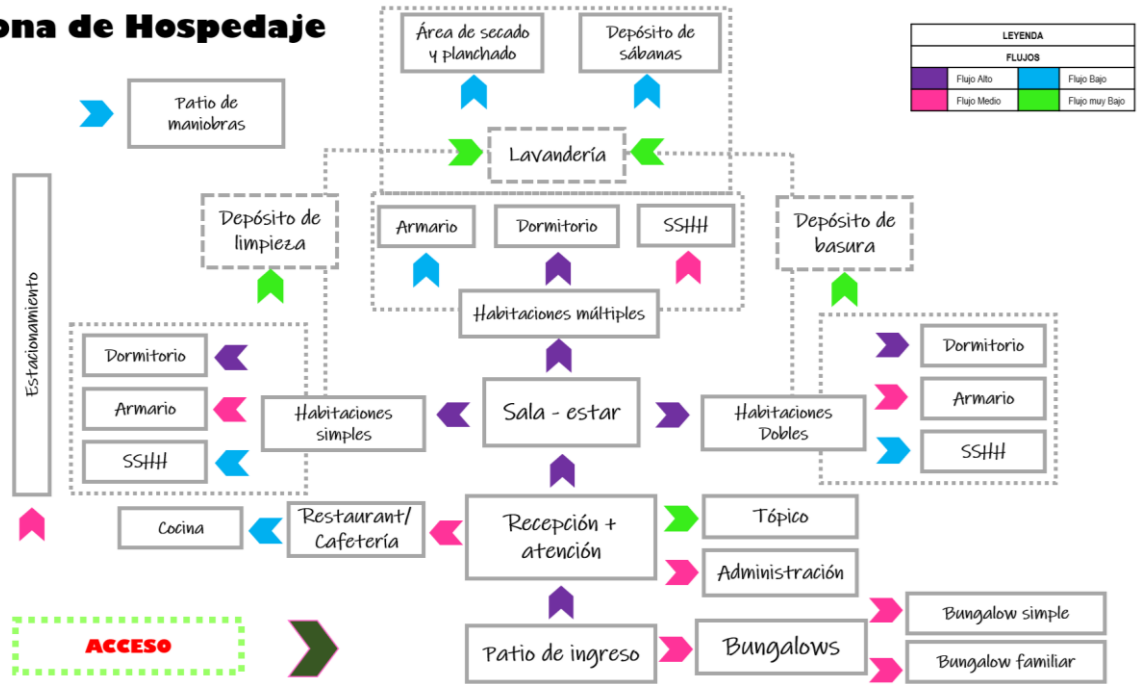 ona de Hospedaje
Área de secado
y planchado
Depósito de
sábanas
LEYENDA
FLUJOS
Flujo Alto
Flujo Bajo
Flujo Medio
Flujo muy Bajo
Patio de
maniobras
Lavandería
Estacionamiento
Depósito de
limpieza
Armario
Dormitorio
SSHH
Depósito de
basura
Habitaciones múltiples
Dormitorio
Armario
SSHH
Habitaciones
simples
Sala - estar
Habitaciones
Dobles
Dormitorio
Armario
SSHH
Cocina
Restaurant/
Cafetería
Recepción +
atención
Tópico
Administración
ACCESO
Patio de ingreso
Bungalows
Bungalow simple
Bungalow familiar